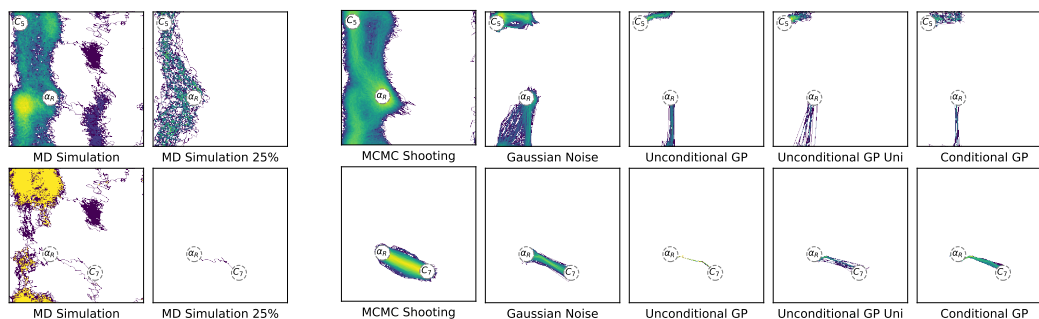 C5 C5 C5 C5 C5 C5 C5
αR αR αR αR αR αR αR
MD Simulation MD Simulation 25% MCMC Shooting Gaussian Noise Unconditional GP Unconditional GP Uni Conditional GP
αR αR αR αR αR αR αR
C7 C7 C7 C7 C7 C7 C7
MD Simulation MD Simulation 25% MCMC Shooting Gaussian Noise Unconditional GP Unconditional GP Uni Conditional GP